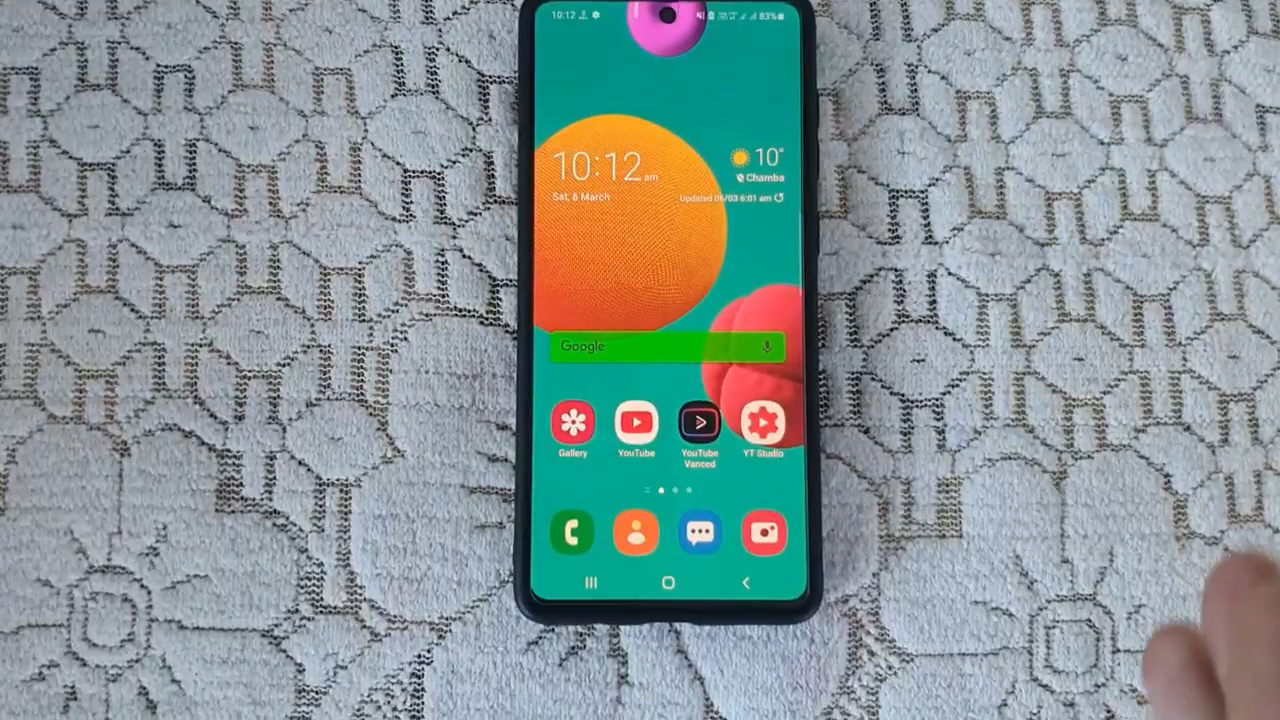 10:12
83%
10:12 am
10°
Chamba
Sat, 6 March
Updated 06/03 6:01 am
Google
Gallery
YouTube
YouTube
Vanced
YT Studio